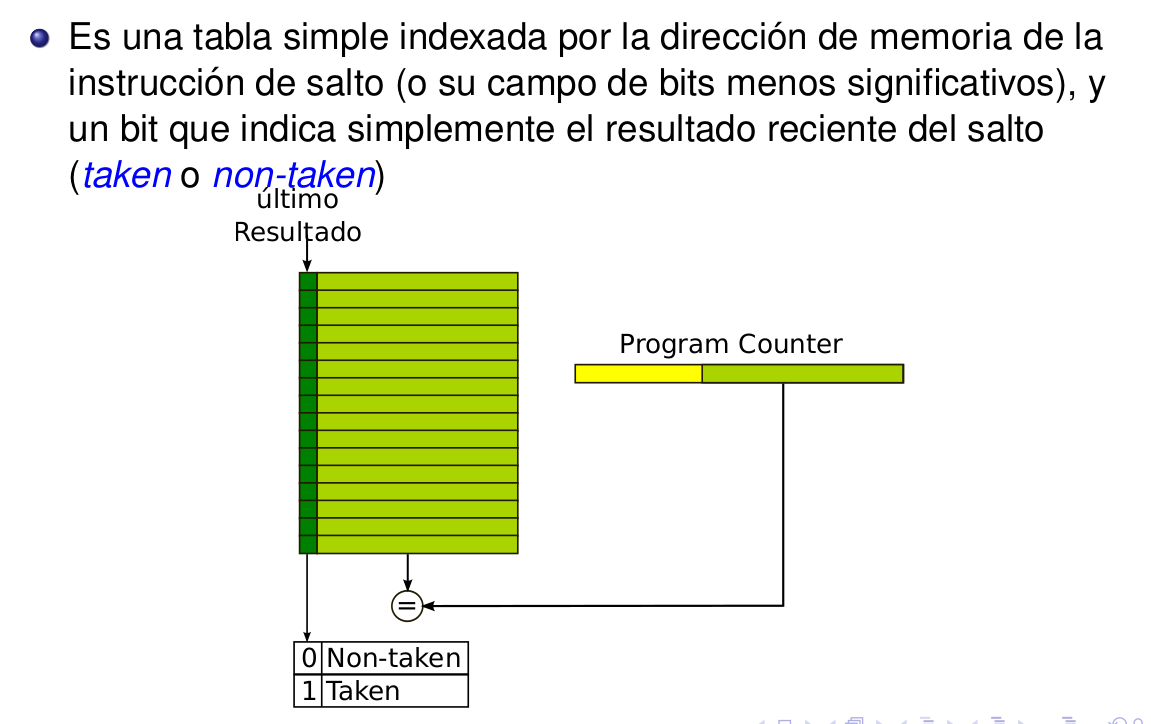 Es una tabla simple indexada por la dirección de memoria de la
instrucción de salto (o su campo de bits menos significativos), y
un bit que indica simplemente el resultado reciente del salto
(taken o non-taken)
último
Resultado
Program Counter
=
0 Non-taken
1 Taken